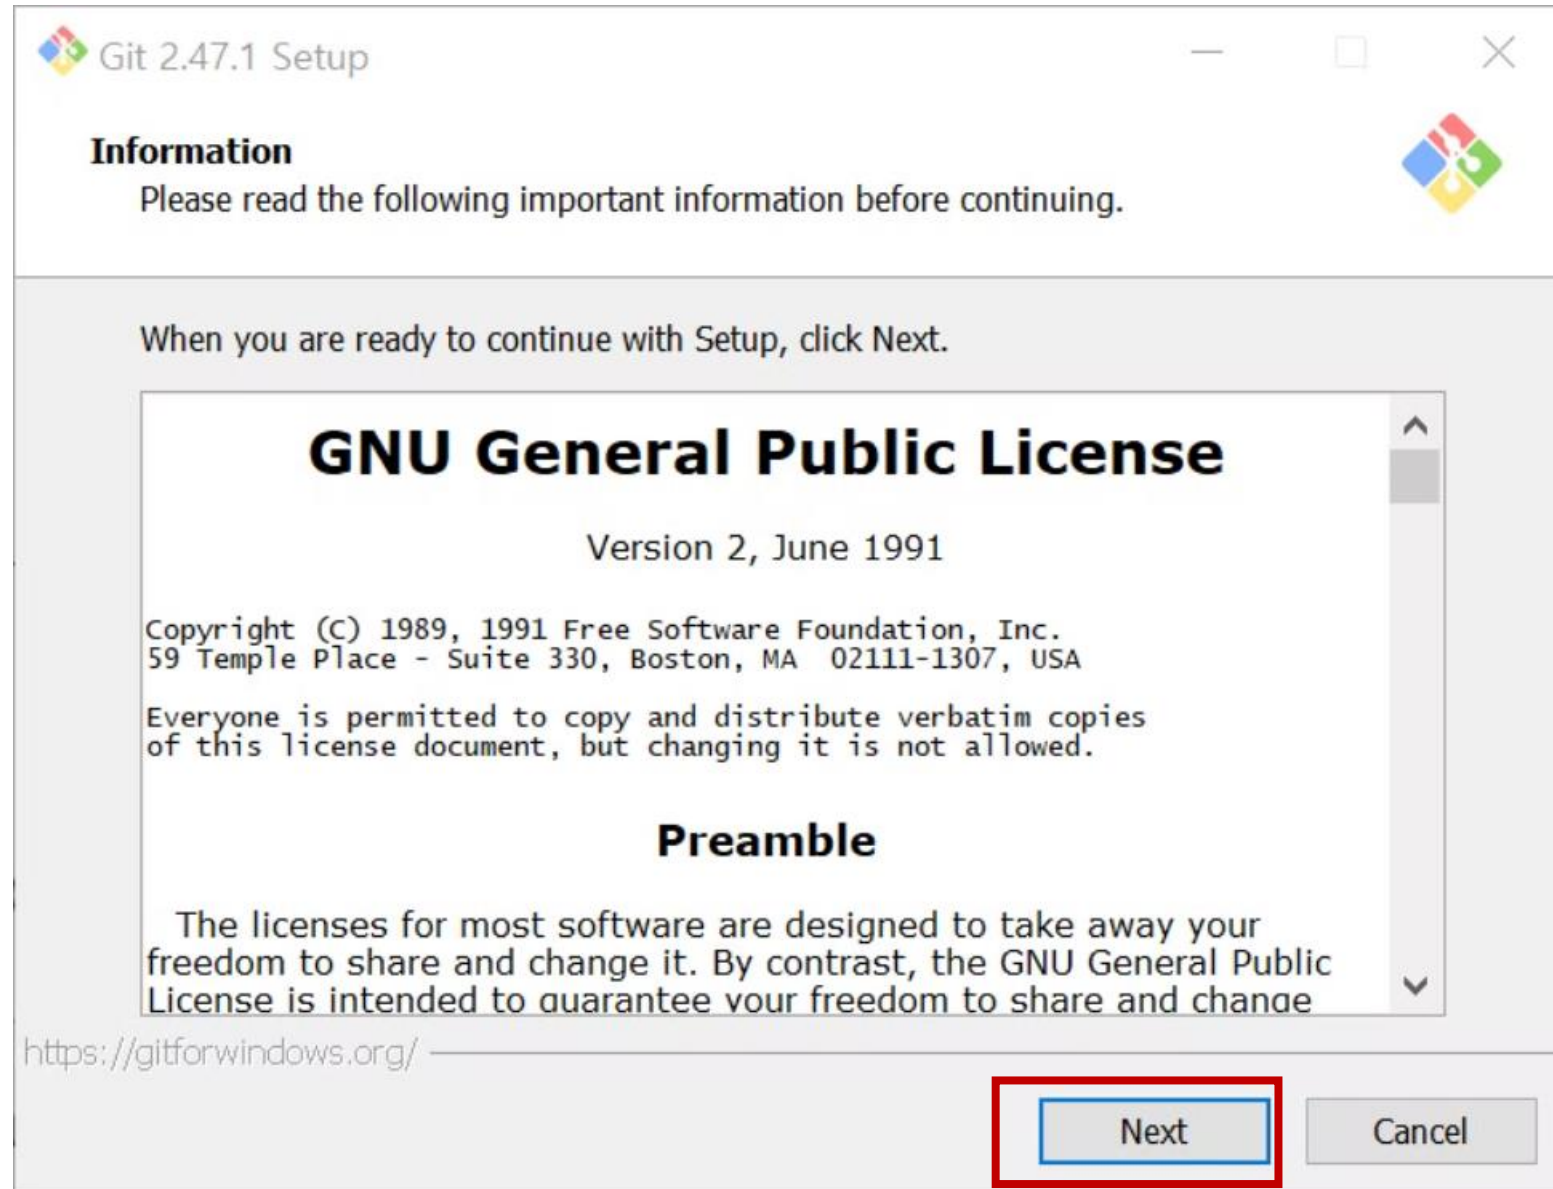 Git 2.47.1 Setup
Information
Please read the following important information before continuing.
When you are ready to continue with Setup, click Next.
GNU General Public License
Version 2, June 1991
Copyright (C) 1989, 1991 Free Software Foundation, Inc.
59 Temple Place - Suite 330, Boston, MA  02111-1307, USA
Everyone is permitted to copy and distribute verbatim copies
of this license document, but changing it is not allowed.
Preamble
The licenses for most software are designed to take away your
freedom to share and change it. By contrast, the GNU General Public
License is intended to guarantee your freedom to share and change
https://gitforwindows.org/
Next
Cancel